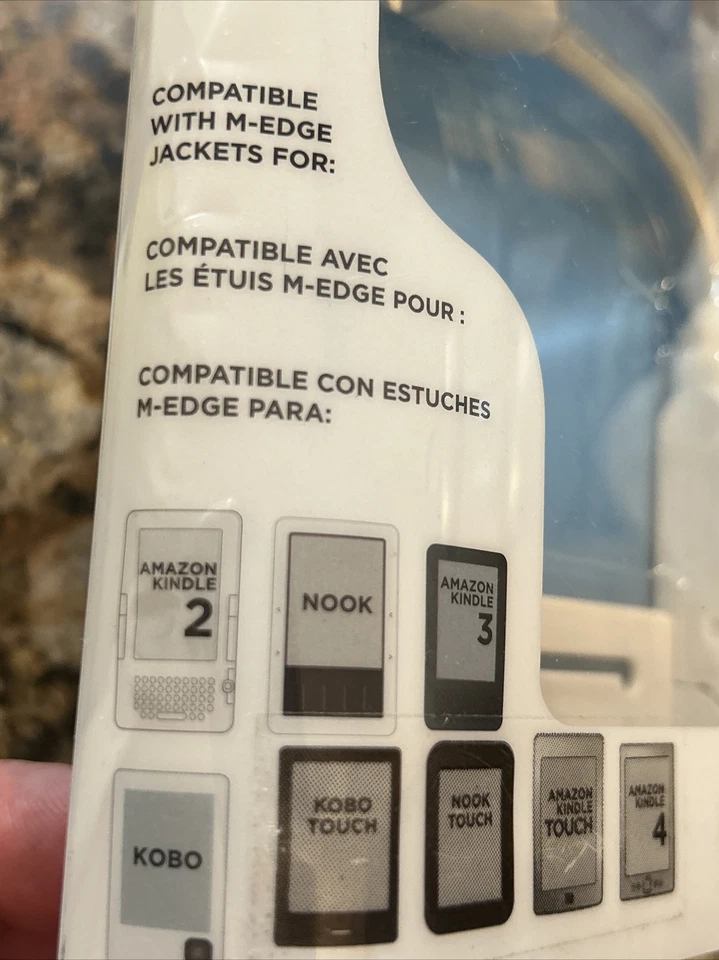 COMPATIBLE
WITH M-EDGE
JACKETS FOR:
COMPATIBLE AVEC
LES ÉTUIS M-EDGE POUR :
COMPATIBLE CON ESTUCHES
M-EDGE PARA:
AMAZON
KINDLE
2
NOOK
AMAZON
KINDLE
3
KOBO
KOBO
TOUCH
NOOK
TOUCH
AMAZON
KINDLE
TOUCH
AMAZON
KINDLE
4